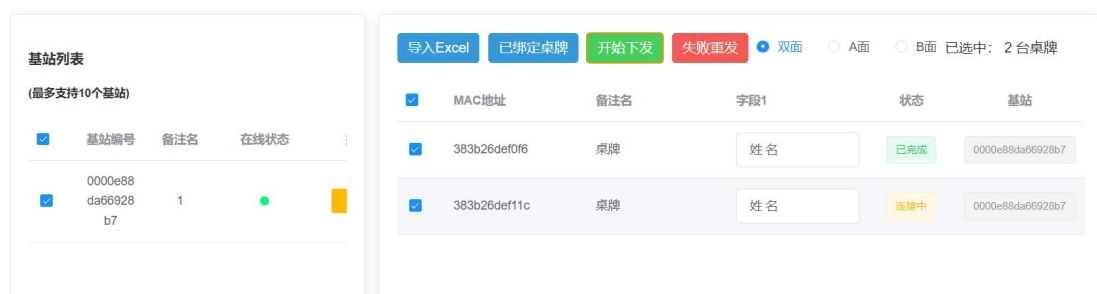 基站列表
(最多支持10个基站)
基站编号 备注名 在线状态
0000e88
da66928
b7
1
导入Excel 已绑定桌牌 开始下发 失败重发 双面 A面 B面 已选中: 2 台桌牌
MAC地址 备注名 字段1 状态 基站
383b26def0f6 桌牌 姓 名 已完成 0000e88da66928b7
383b26def11c 桌牌 姓 名 连接中 0000e88da66928b7